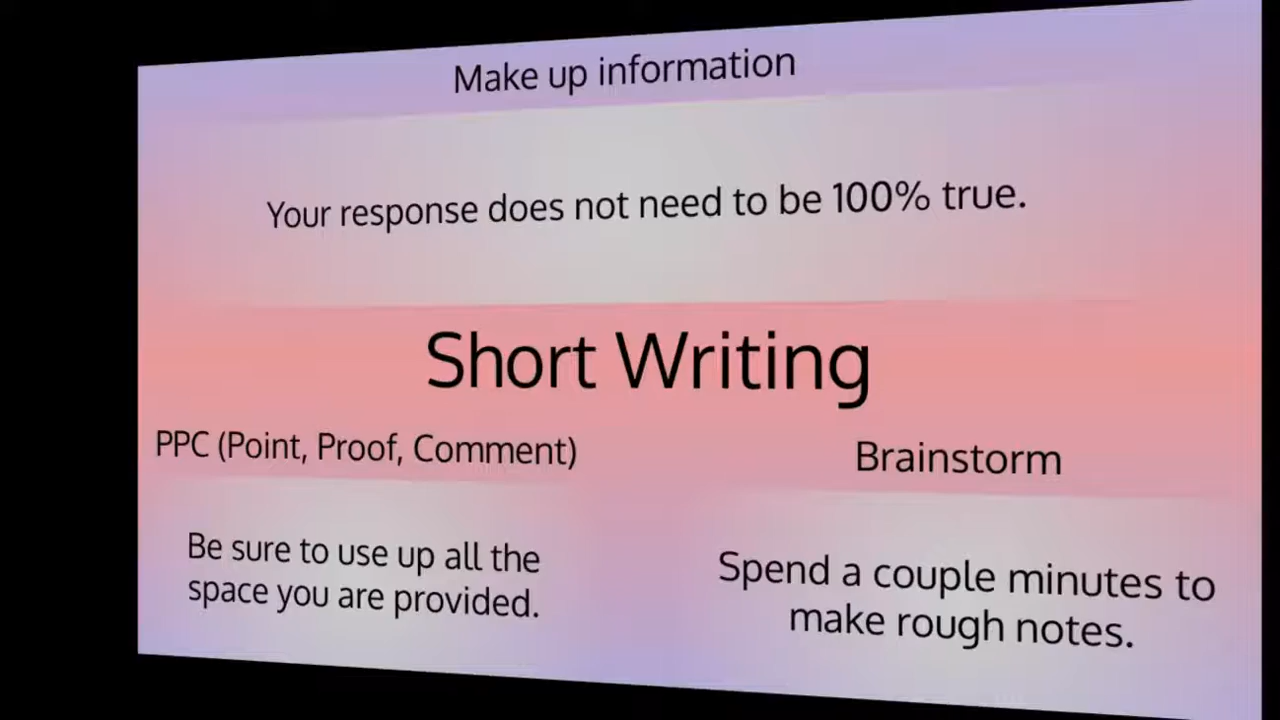 Make up information
Your response does not need to be 100% true.
Short Writing
PPC (Point, Proof, Comment)
Be sure to use up all the
space you are provided.
Brainstorm
Spend a couple minutes to
make rough notes.